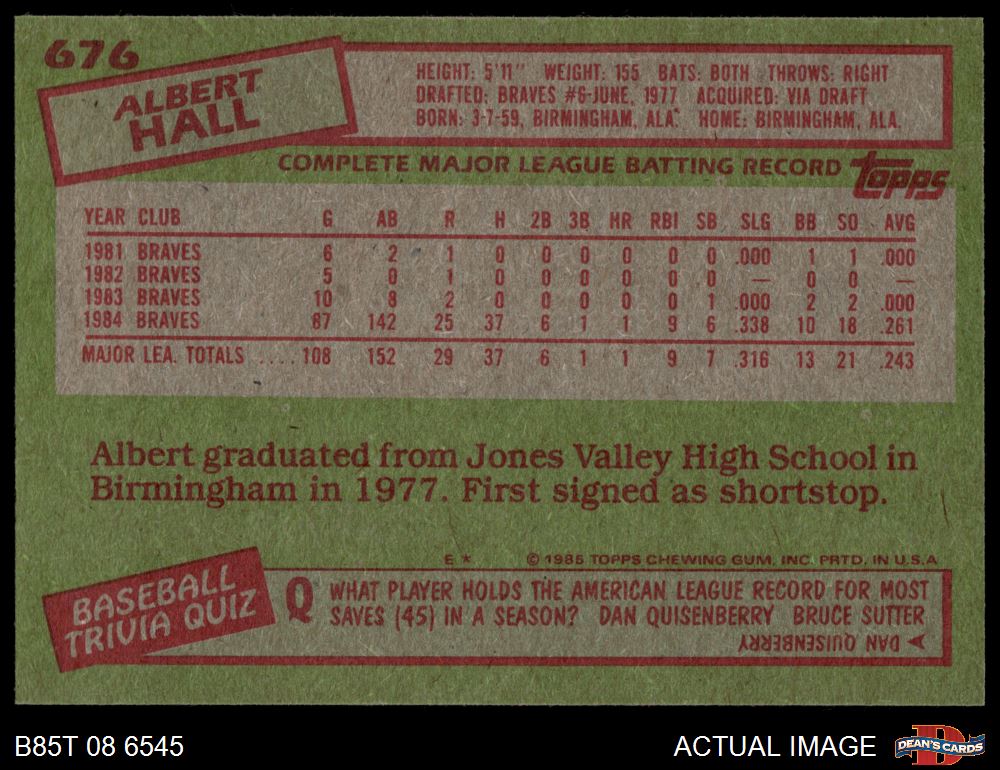 676
ALBERT
HALL
HEIGHT: 5'11" WEIGHT: 155 BATS: BOTH THROWS: RIGHT
DRAFTED: BRAVES #6-JUNE, 1977 ACQUIRED: VIA DRAFT
BORN: 3-7-59, BIRMINGHAM, ALA. HOME: BIRMINGHAM, ALA.
COMPLETE MAJOR LEAGUE BATTING RECORD
Topps
YEAR CLUB G AB R H 2B 3B HR RBI SB SLG BB SO AVG
1981 BRAVES 6 2 1 0 0 0 0 0 0 .000 1 1 .000
1982 BRAVES 5 0 1 0 0 0 0 0 0 — 0 0 —
1983 BRAVES 10 8 2 0 0 0 0 0 1 .000 2 2 .000
1984 BRAVES 87 142 25 37 6 1 1 9 6 .338 10 18 .261
MAJOR LEA. TOTALS .... 108 152 29 37 6 1 1 9 7 .316 13 21 .243
Albert graduated from Jones Valley High School in
Birmingham in 1977. First signed as shortstop.
E * © 1985 TOPPS CHEWING GUM, INC. PRTD. IN U.S.A
BASEBALL
TRIVIA QUIZ
Q WHAT PLAYER HOLDS THE AMERICAN LEAGUE RECORD FOR MOST
SAVES (45) IN A SEASON? DAN QUISENBERRY BRUCE SUTTER
DAN QUISENBERRY
B85T 08 6545
ACTUAL IMAGE
DEAN'S CARDS